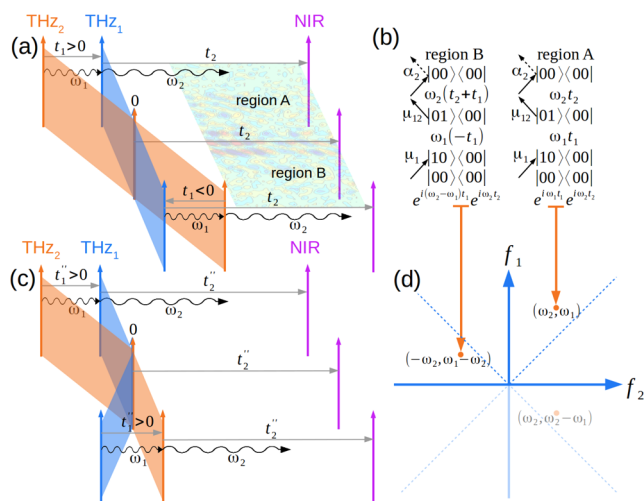 THz₂ THz₁ NIR
(a) t₁>0 t₂
ω₁ ω₂
region A
0
t₂
region B
t₁<0 t₂
ω₁ ω₂
(b) region B region A
α₂ |00⟩⟨00| α₂ |00⟩⟨00|
ω₂(t₂+t₁) ω₂t₂
μ₁₂ |01⟩⟨00| μ₁₂ |01⟩⟨00|
ω₁(−t₁) ω₁t₁
μ₁ |10⟩⟨00| μ₁ |10⟩⟨00|
|00⟩⟨00| |00⟩⟨00|
e^{i(ω₂−ω₁)t₁}e^{iω₂t₂} e^{iω₁t₁}e^{iω₂t₂}
(c) THz₂ THz₁ NIR
t₁''>0 t₂''
ω₁ ω₂
0
t₂''
t₁''>0 t₂''
ω₁ ω₂
(d) f₁
(ω₂,ω₁)
(−ω₂,ω₁−ω₂)
f₂
(ω₂,ω₂−ω₁)